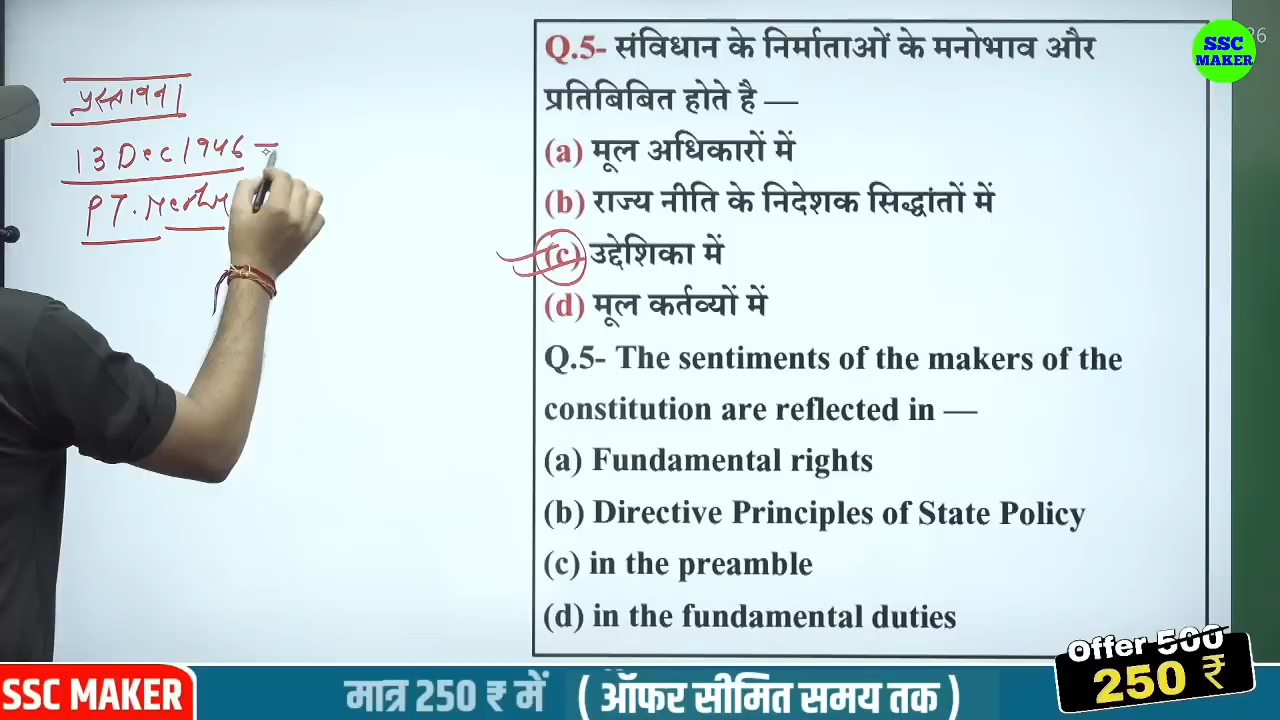 प्रस्तावना
13 Dec 1946 -
PT. Nehru
Q.5- संविधान के निर्माताओं के मनोभाव और
प्रतिबिबित होते है —
(a) मूल अधिकारों में
(b) राज्य नीति के निदेशक सिद्धांतों में
(c) उद्देशिका में
(d) मूल कर्तव्यों में
Q.5- The sentiments of the makers of the
constitution are reflected in —
(a) Fundamental rights
(b) Directive Principles of State Policy
(c) in the preamble
(d) in the fundamental duties
SSC
MAKER
26
Offer 500
250 ₹
SSC MAKER
मात्र 250 ₹ में ( ऑफर सीमित समय तक )